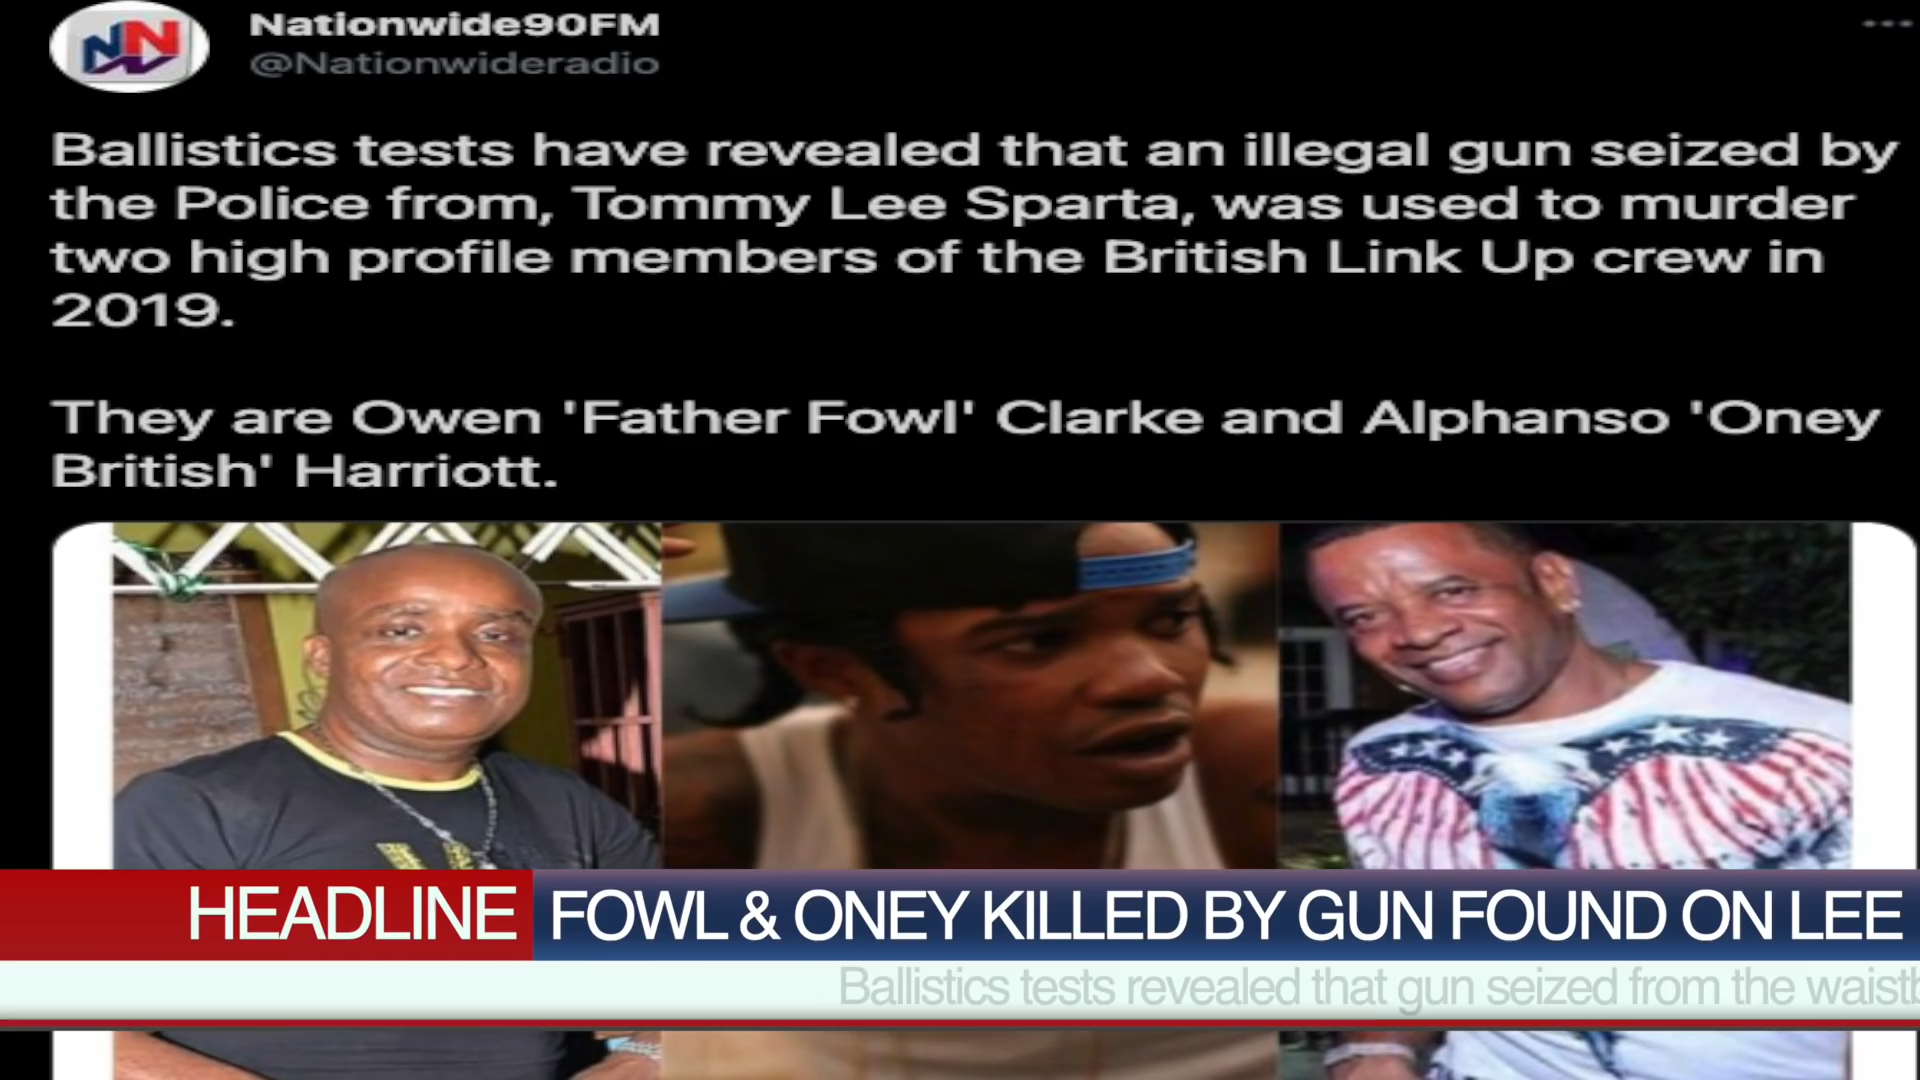 Nationwide90FM
@Nationwideradio
Ballistics tests have revealed that an illegal gun seized by
the Police from, Tommy Lee Sparta, was used to murder
two high profile members of the British Link Up crew in
2019.
They are Owen 'Father Fowl' Clarke and Alphanso 'Oney
British' Harriott.
HEADLINE FOWL & ONEY KILLED BY GUN FOUND ON LEE
Ballistics tests revealed that gun seized from the